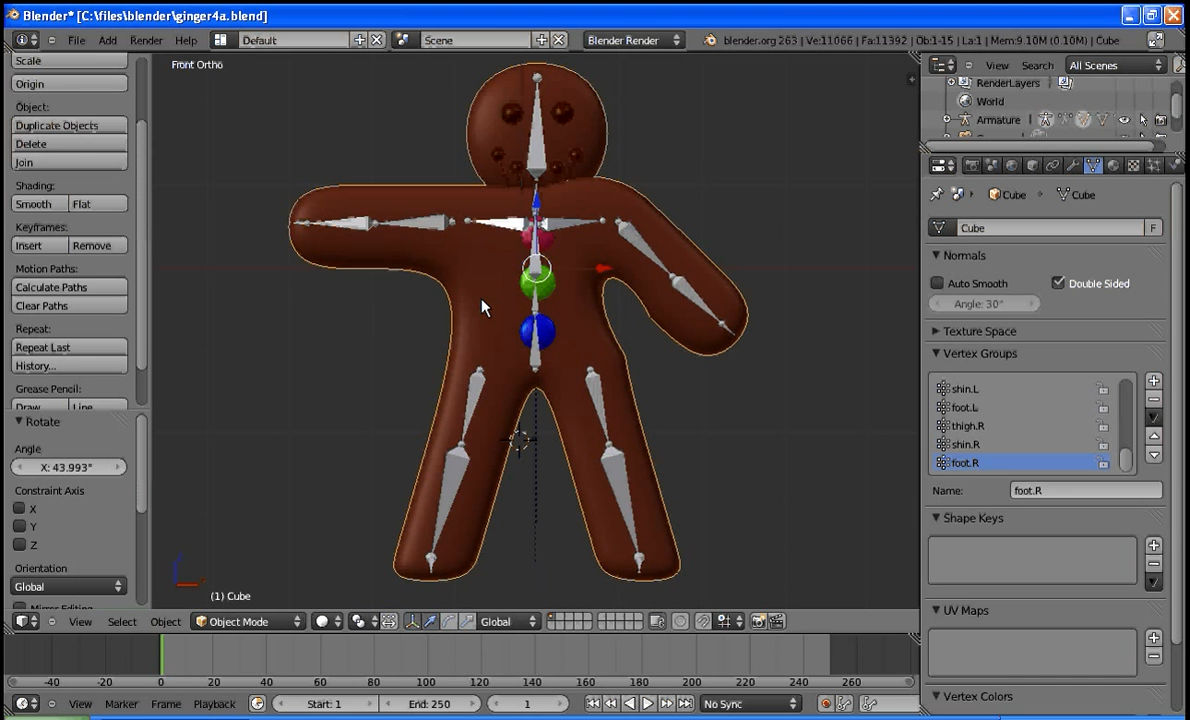 Blender* [C:\files\blender\ginger4a.blend]
File Add Render Help Default Scene Blender Render blender.org 263 | Ve:11066 | Fa:11392 | Ob:1-15 | La:1 | Mem:9.10M (0.10M) | Cube
Scale
Origin
Object:
Duplicate Objects
Delete
Join
Shading:
Smooth Flat
Keyframes:
Insert Remove
Motion Paths:
Calculate Paths
Clear Paths
Repeat:
Repeat Last
History...
Grease Pencil:
Draw Line
Rotate
Angle
X: 43.993°
Constraint Axis
X
Y
Z
Orientation
Global
Front Ortho
(1) Cube
View Select Object Object Mode Global
-40 -20 0 20 40 60 80 100 120 140 160 180 200 220 240 260
View Marker Frame Playback Start: 1 End: 250 1 No Sync
View Search All Scenes
RenderLayers
World
Armature
Cube Cube
Cube F
Normals
Auto Smooth Double Sided
Angle: 30°
Texture Space
Vertex Groups
shin.L
foot.L
thigh.R
shin.R
foot.R
Name: foot.R
Shape Keys
UV Maps
Vertex Colors